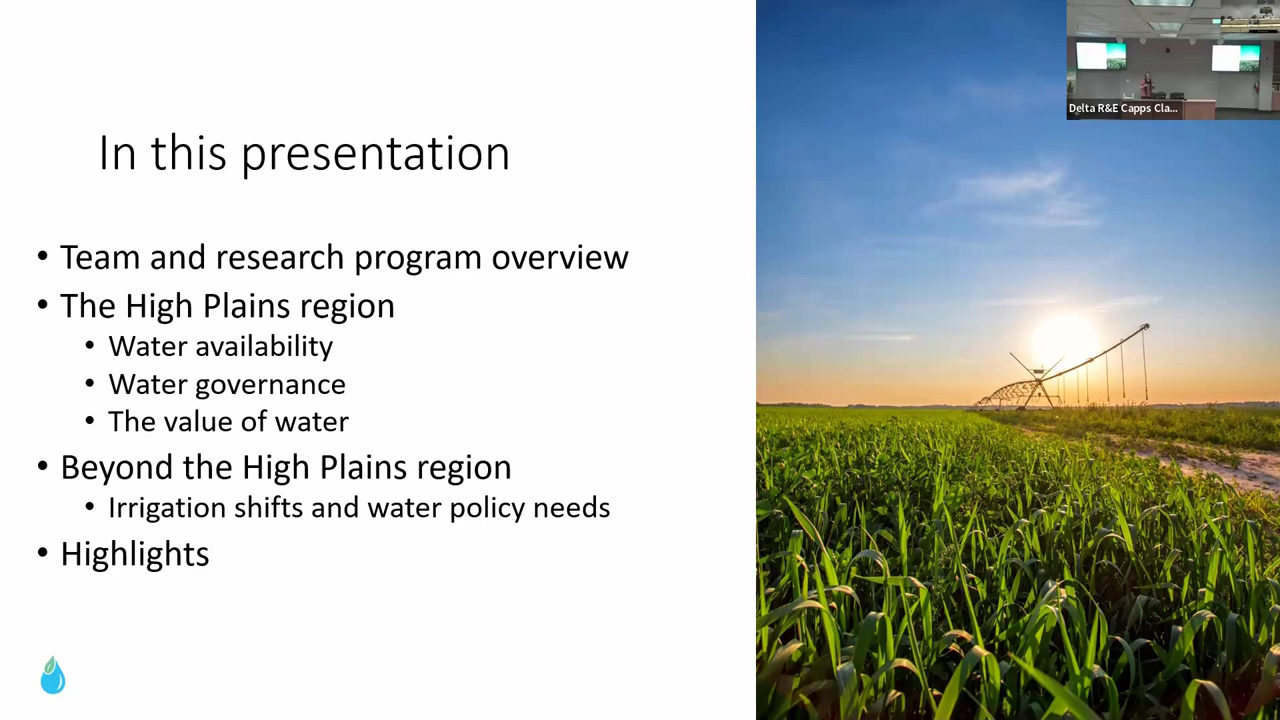 In this presentation
• Team and research program overview
• The High Plains region
• Water availability
• Water governance
• The value of water
• Beyond the High Plains region
• Irrigation shifts and water policy needs
• Highlights
Delta R&E Capps Cla...